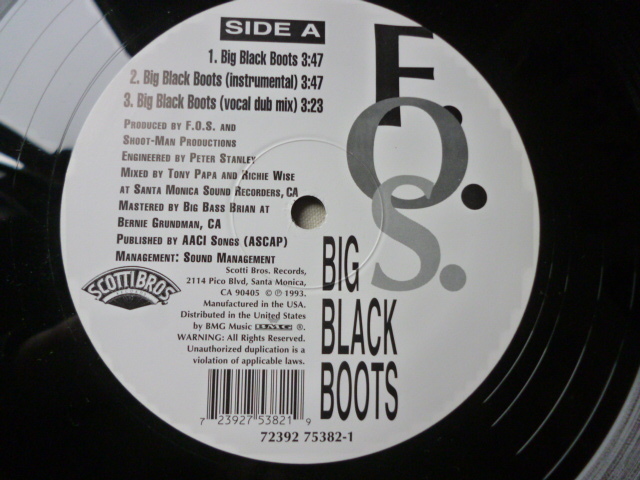 SIDE A
1. Big Black Boots 3:47
2. Big Black Boots (instrumental) 3:47
3. Big Black Boots (vocal dub mix) 3:23
PRODUCED BY F.O.S. AND
SHOOT-MAN PRODUCTIONS
ENGINEERED BY PETER STANLEY
MIXED BY TONY PAPA AND RICHIE WISE
AT SANTA MONICA SOUND RECORDERS, CA
MASTERED BY BIG BASS BRIAN AT
BERNIE GRUNDMAN, CA
PUBLISHED BY AACI SONGS (ASCAP)
MANAGEMENT: SOUND MANAGEMENT
Scotti Bros. Records,
2114 Pico Blvd, Santa Monica,
CA 90405 © ℗ 1993.
Manufactured in the USA.
Distributed in the United States
by BMG Music BMG ®.
WARNING: All Rights Reserved.
Unauthorized duplication is a
violation of applicable laws.
SCOTTI BROS.
F.
O.
S.
BIG
BLACK
BOOTS
7 23927 53821 9
72392 75382-1